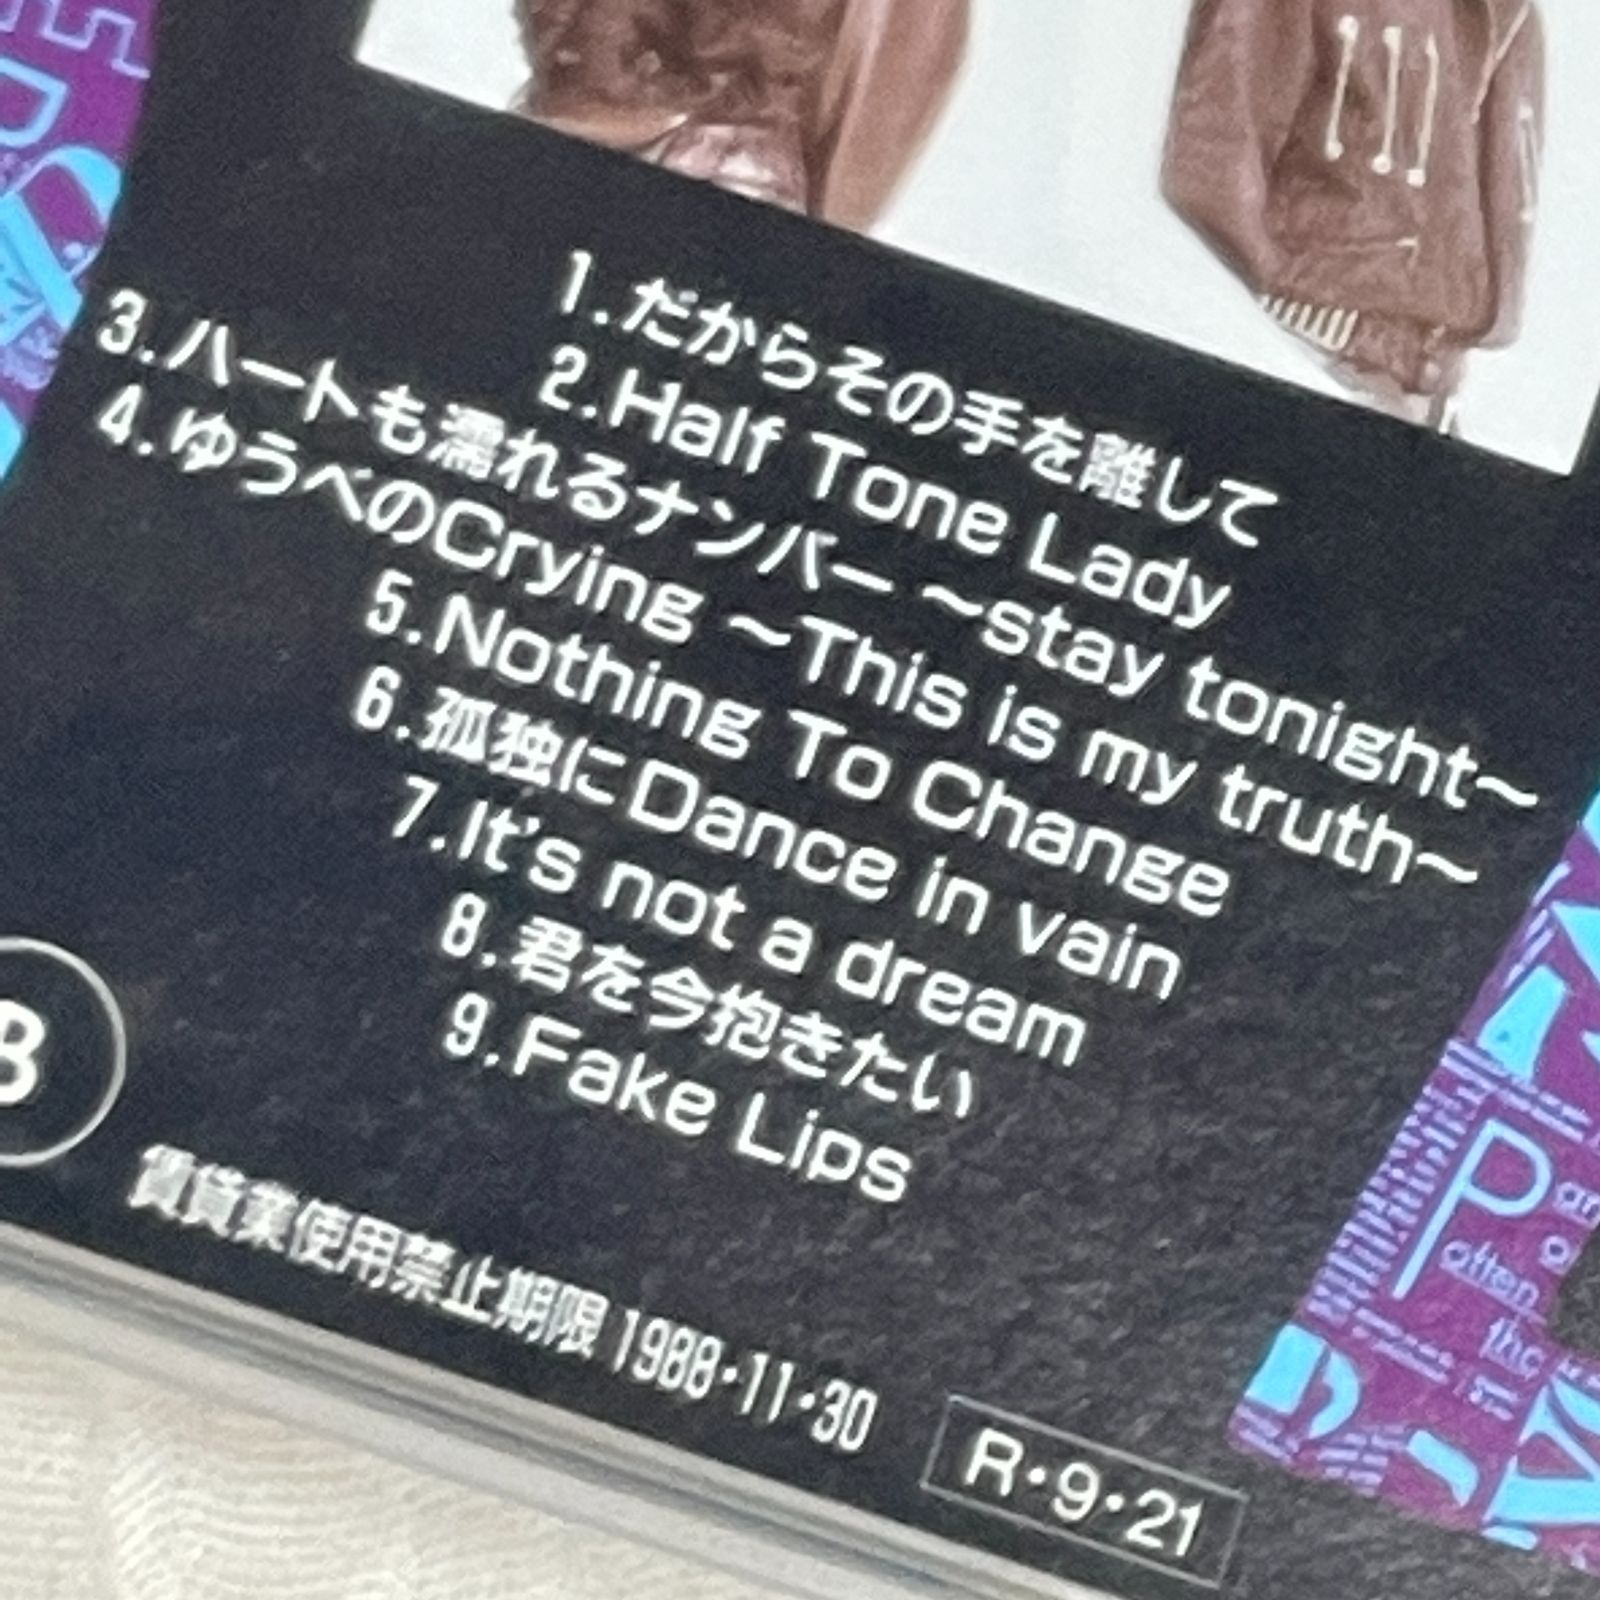 1.だからその手を離して
2.Half Tone Lady
3.ハートも濡れるナンバー 〜stay tonight〜
4.ゆうべのCrying 〜This is my truth〜
5.Nothing To Change
6.孤独にDance in vain
7.It's not a dream
8.君を今抱きたい
9.Fake Lips
B
賃貸業使用禁止期限 1988・11・30
R・9・21
P
often
the